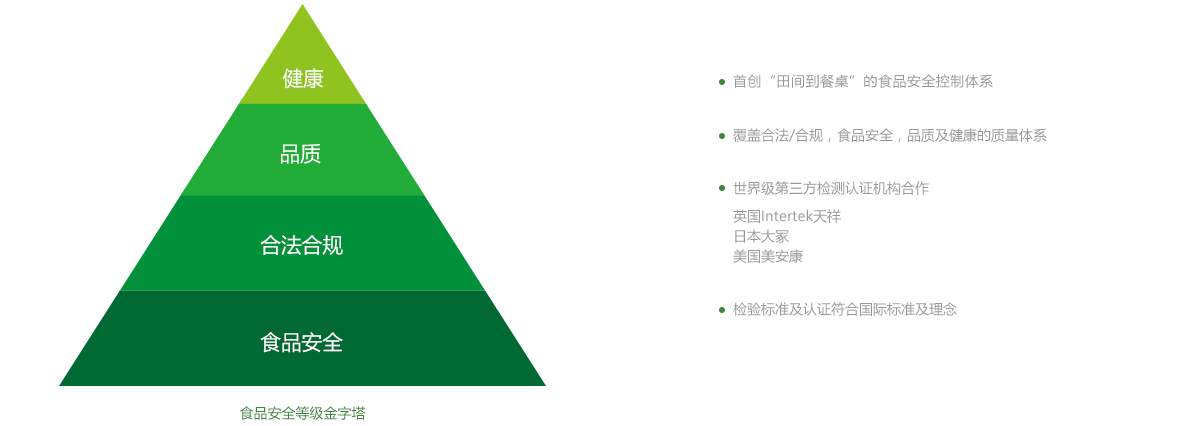 健康
品质
合法合规
食品安全
食品安全等级金字塔
首创“田间到餐桌”的食品安全控制体系
覆盖合法/合规，食品安全，品质及健康的质量体系
世界级第三方检测认证机构合作
英国Intertek天祥
日本大冢
美国美安康
检验标准及认证符合国际标准及理念